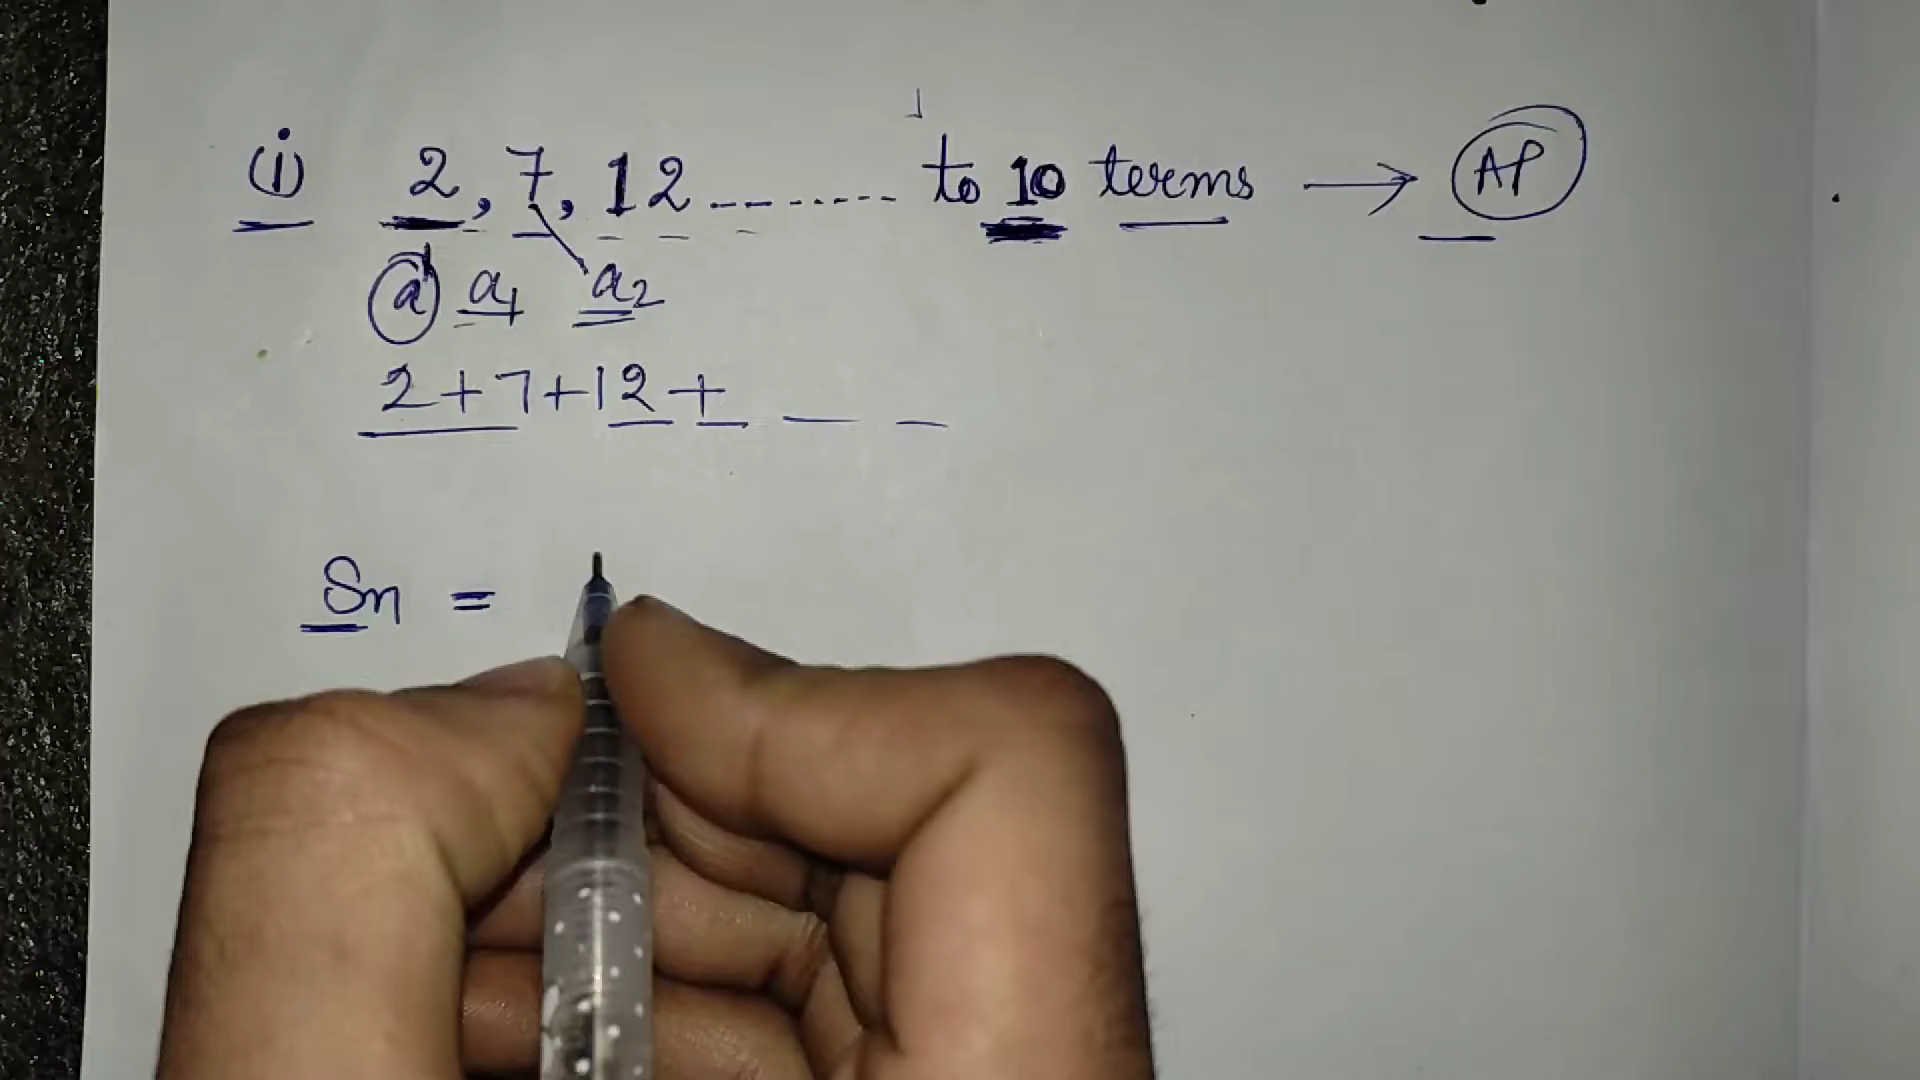 (i) 2, 7, 12 -------- to 10 terms → AP
a a1 a2
2+7+12+ _ _
Sn =